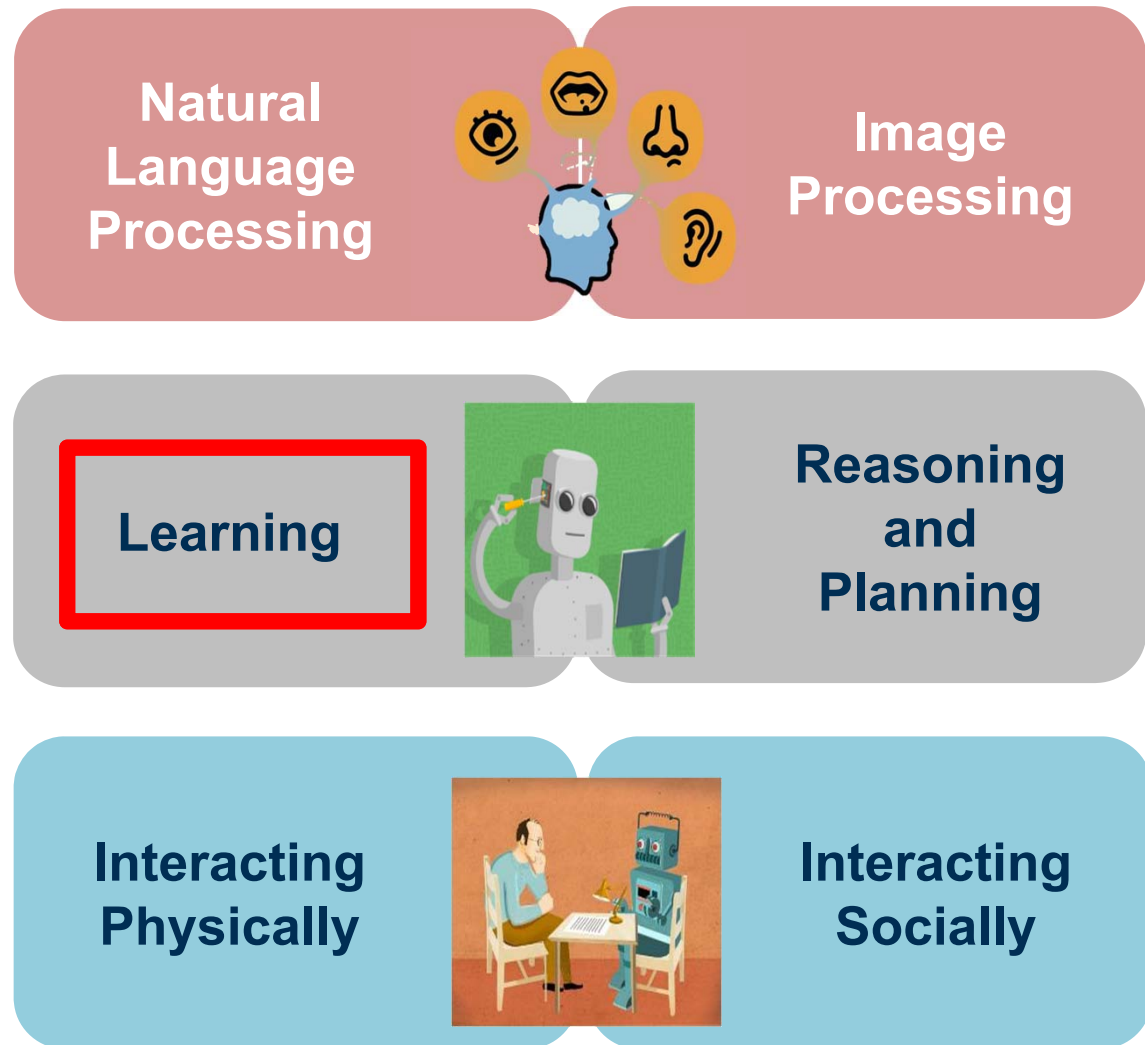 Natural
Language
Processing
Image
Processing
Learning
Reasoning
and
Planning
Interacting
Physically
Interacting
Socially